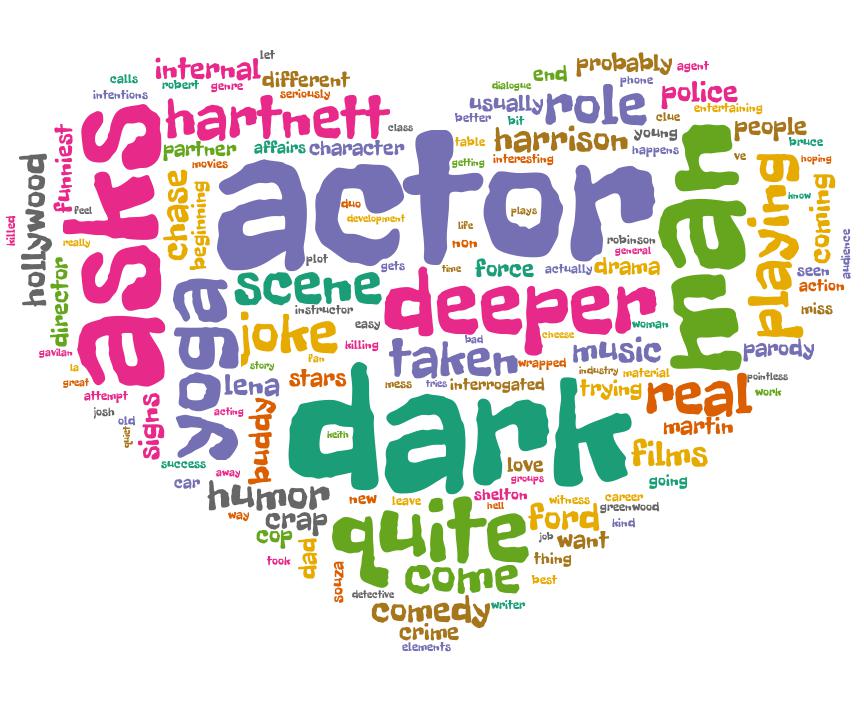 let
internal
calls
robert
genre
different
seriously
intentions
end
probably
agent
phone
dialogue
usually
role
police
entertaining
better
bit
clue
hartnett
class
asks
partner
affairs
character
movies
table
harrison
young
people
getting
interesting
happens
bruce
hollywood
funniest
feel
killed
really
chase
beginning
actor
man
ve
hoping
playing
know
coming
audience
duo
development
life
plays
non
robinson
general
plot
gets
time
force
actually
drama
seen
action
director
gavilan
la
great
yoga
scene
instructor
deeper
woman
miss
joke
easy
killing
fan
story
bad
cheese
taken
wrapped
music
parody
industry
material
pointless
lena
stars
mess
tries
interrogated
trying
real
work
attempt
josh
old
quiet
signs
acting
buddy
dark
keith
martin
love
groups
films
success
away
car
going
humor
new
leave
shelton
hell
witness
career
greenwood
way
crap
cop
quite
ford
kind
job
want
took
dad
souza
come
thing
best
detective
comedy
writer
crime
elements